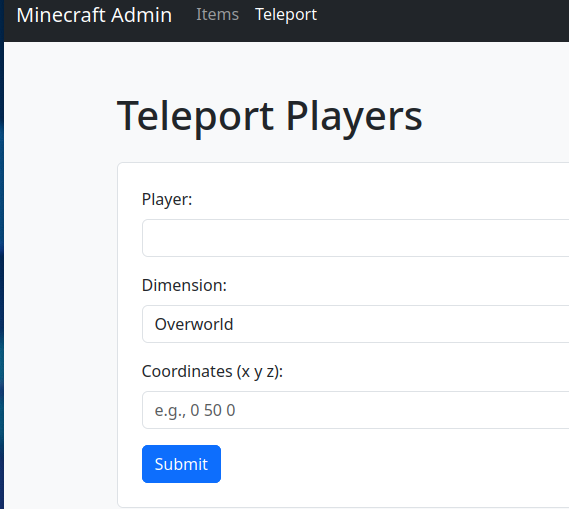 Minecraft Admin Items Teleport
Teleport Players
Player:
Dimension:
Overworld
Coordinates (x y z):
e.g., 0 50 0
Submit